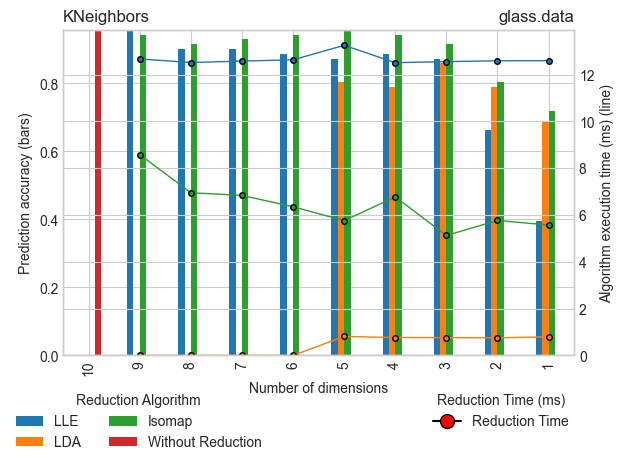 KNeighbors glass.data
Prediction accuracy (bars)
0.8
0.6
0.4
0.2
0.0
12
10
8
6
4
2
0
Algorithm execution time (ms) (line)
10 9 8 7 6 5 4 3 2 1
Number of dimensions
Reduction Algorithm Reduction Time (ms)
LLE Isomap Reduction Time
LDA Without Reduction